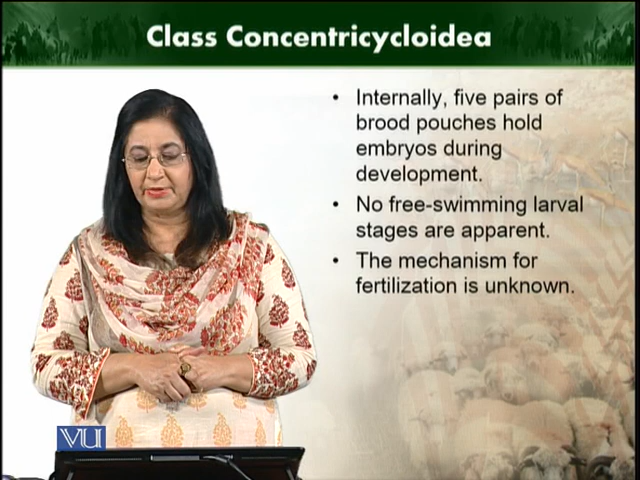 Class Concentricycloidea
• Internally, five pairs of
brood pouches hold
embryos during
development.
• No free-swimming larval
stages are apparent.
• The mechanism for
fertilization is unknown.
VU